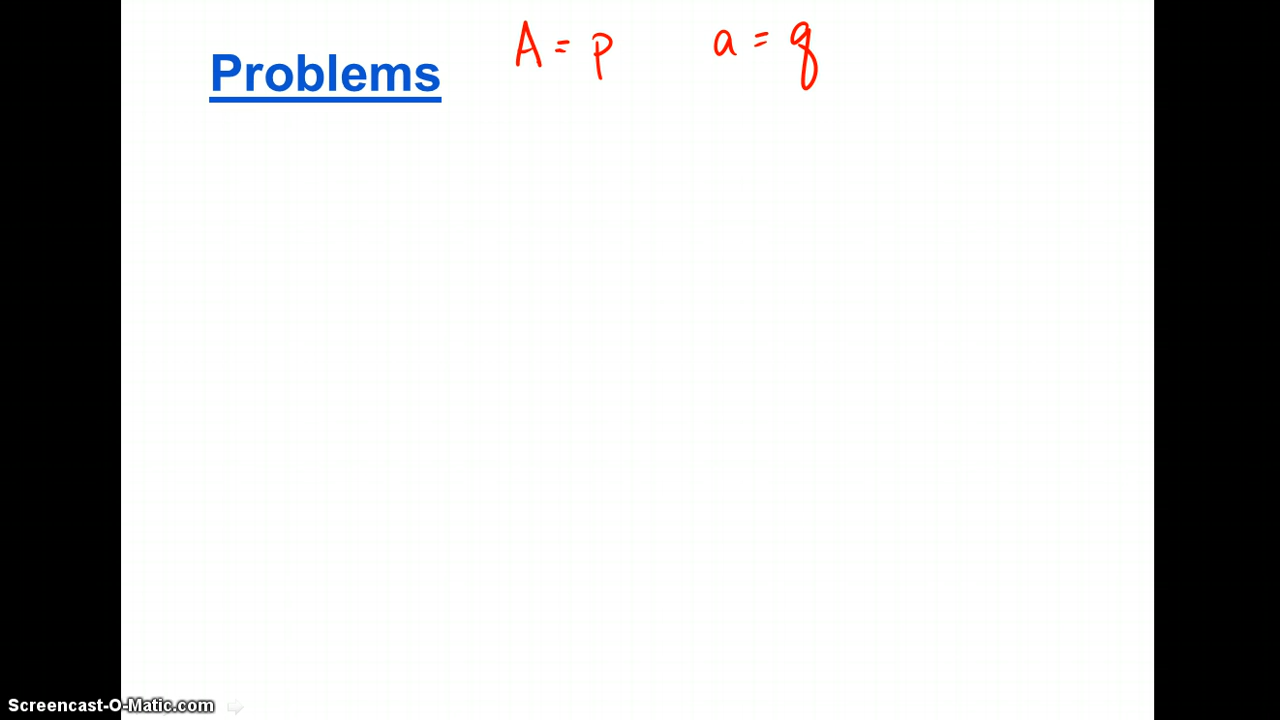 Problems A = p a = q
Screencast-O-Matic.com